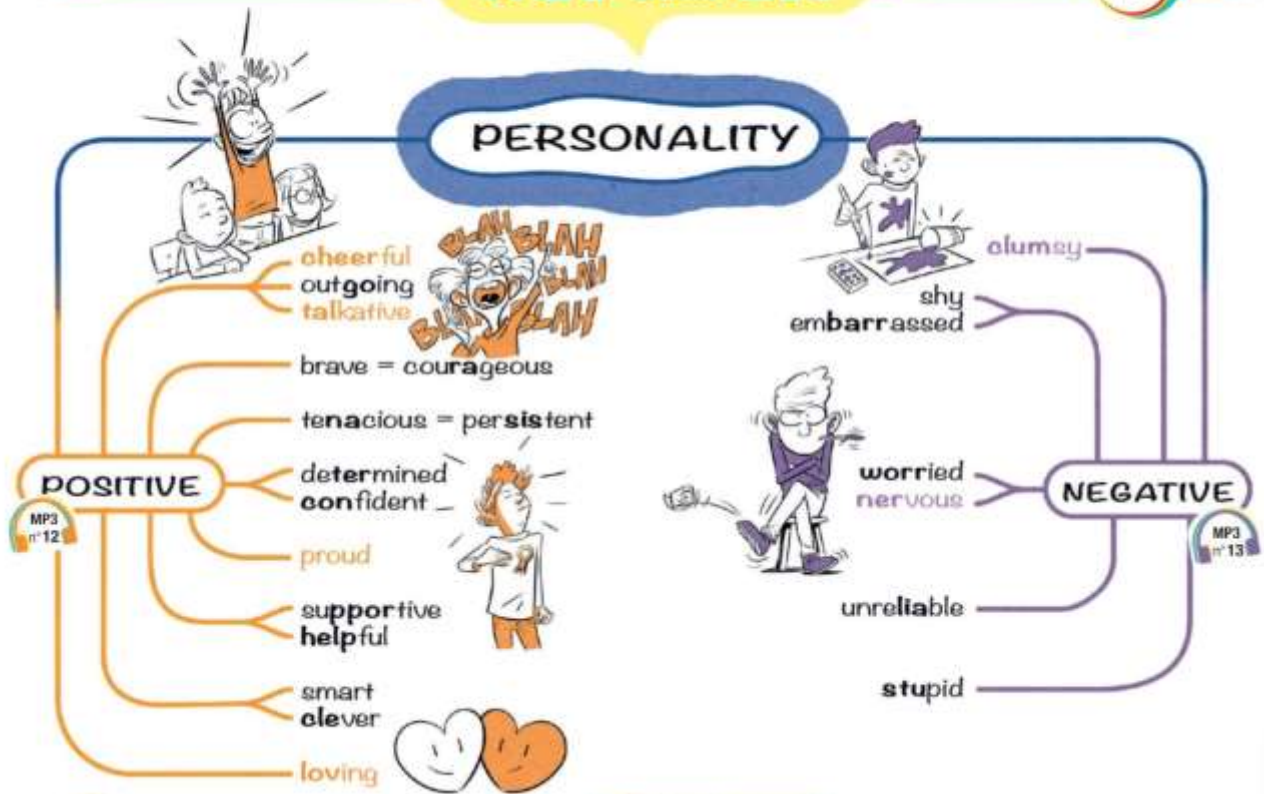 PERSONALITY
cheerful
outgoing
talkative
BLAH BLAH
BLAH
BLAH BLAH
brave = courageous
tenacious = persistent
determined
confident
proud
supportive
helpful
smart
clever
loving
POSITIVE
MP3
n°12
clumsy
shy
embarrassed
worried
nervous
unreliable
stupid
NEGATIVE
MP3
n°13